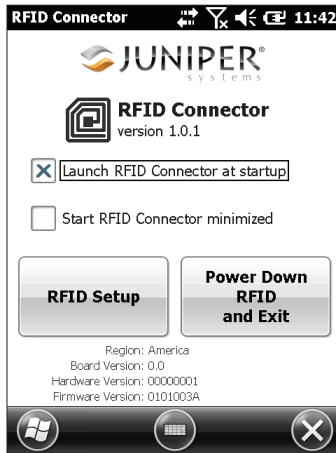 RFID Connector 11:42
JUNIPER®
systems
RFID Connector
version 1.0.1
Launch RFID Connector at startup
Start RFID Connector minimized
RFID Setup
Power Down
RFID
and Exit
Region: America
Board Version: 0.0
Hardware Version: 00000001
Firmware Version: 0101003A